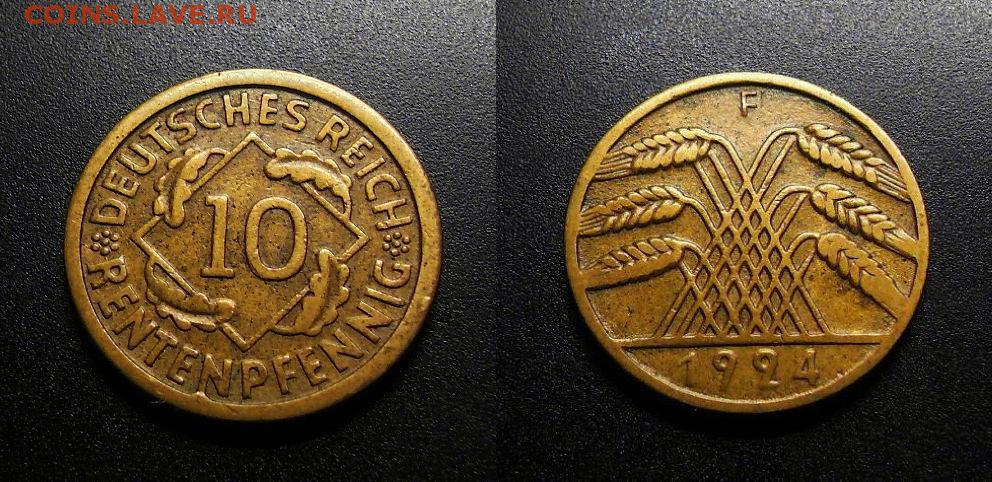 COINS.LAVE.RU
DEUTSCHES REICH
10
RENTENPFENNIG
F
1924